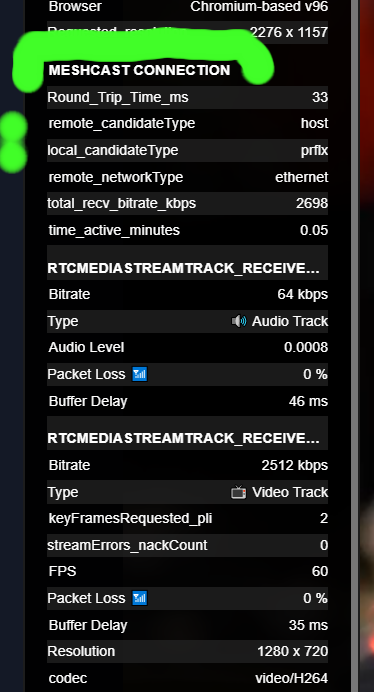 Browser Chromium-based v96
Requested_resolution 2276 x 1157
MESHCAST CONNECTION
Round_Trip_Time_ms 33
remote_candidateType host
local_candidateType prflx
remote_networkType ethernet
total_recv_bitrate_kbps 2698
time_active_minutes 0.05
RTCMEDIASTREAMTRACK_RECEIVE...
Bitrate 64 kbps
Type 🔊 Audio Track
Audio Level 0.0008
Packet Loss 📶 0 %
Buffer Delay 46 ms
RTCMEDIASTREAMTRACK_RECEIVE...
Bitrate 2512 kbps
Type 📺 Video Track
keyFramesRequested_pli 2
streamErrors_nackCount 0
FPS 60
Packet Loss 📶 0 %
Buffer Delay 35 ms
Resolution 1280 x 720
codec video/H264